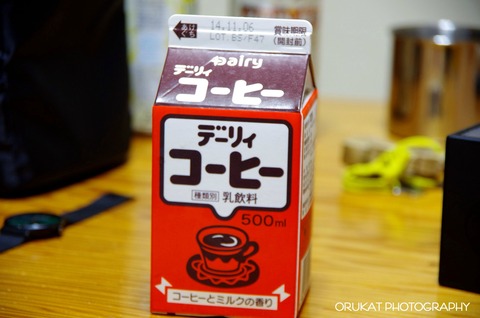 あけぐち
14.11.06
LOT BS/F47
賞味期限
(開封前)
Dairy
デーリィ
コーヒー
デーリィ
コーヒー
種類別 乳飲料
500ml
コーヒーとミルクの香り
ORUKAT PHOTOGRAPHY